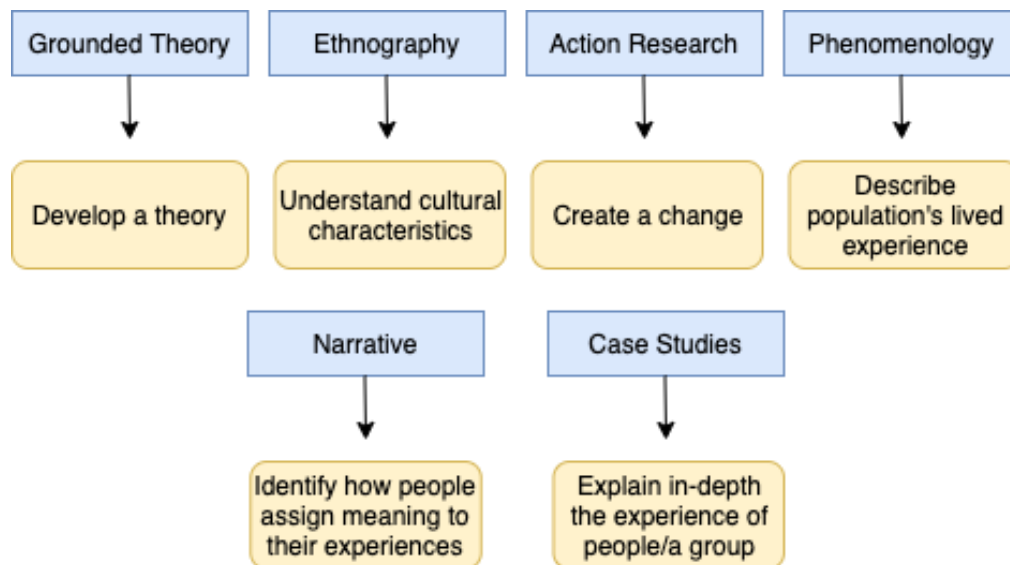 Grounded Theory
Ethnography
Action Research
Phenomenology
Develop a theory
Understand cultural
characteristics
Create a change
Describe
population's lived
experience
Narrative
Case Studies
Identify how people
assign meaning to
their experiences
Explain in-depth
the experience of
people/a group